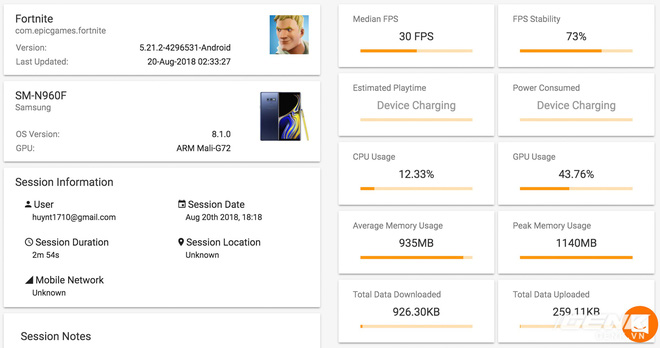 Fortnite
com.epicgames.fortnite
Version: 5.21.2-4296531-Android
Last Updated: 20-Aug-2018 02:33:27
SM-N960F
Samsung
OS Version: 8.1.0
GPU: ARM Mali-G72
Session Information
User
huynt1710@gmail.com
Session Date
Aug 20th 2018, 18:18
Session Duration
2m 54s
Session Location
Unknown
Mobile Network
Unknown
Session Notes
Median FPS
30 FPS
FPS Stability
73%
Estimated Playtime
Device Charging
Power Consumed
Device Charging
CPU Usage
12.33%
GPU Usage
43.76%
Average Memory Usage
935MB
Peak Memory Usage
1140MB
Total Data Downloaded
926.30KB
Total Data Uploaded
259.11KB
GENK
VN